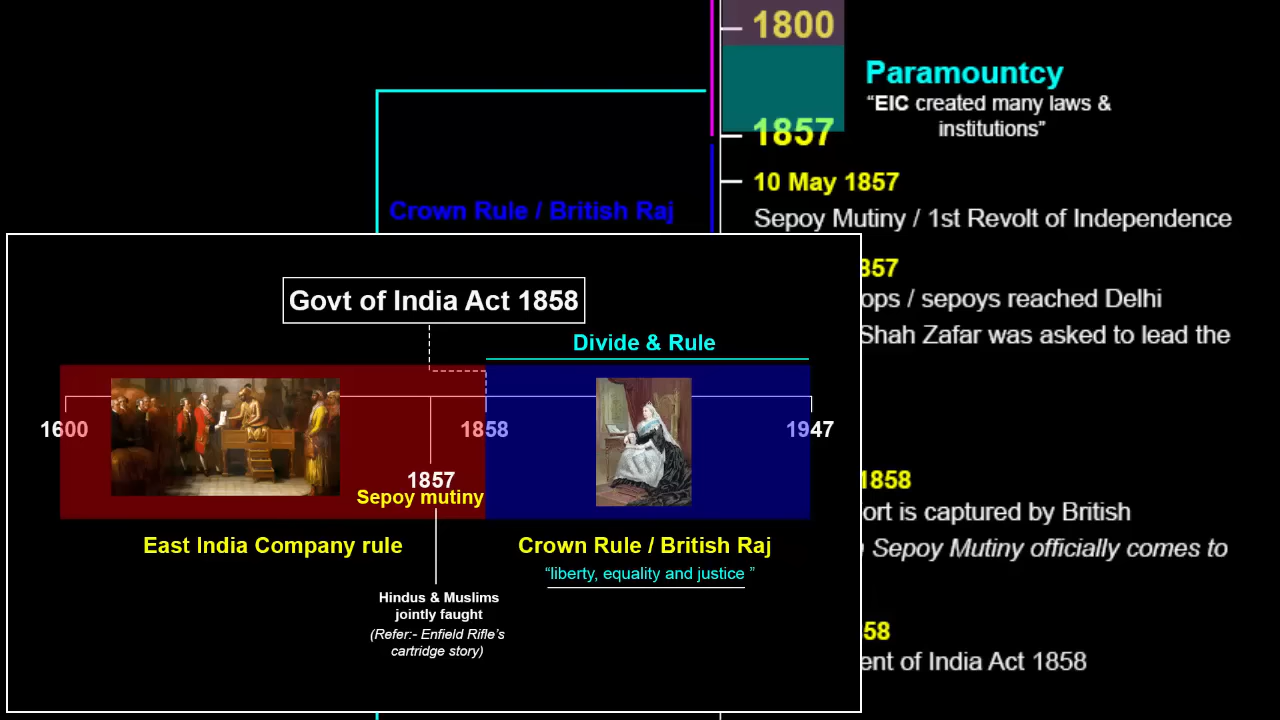 1800
Paramountcy
“EIC created many laws &
institutions”
1857
10 May 1857
Crown Rule / British Raj
Sepoy Mutiny / 1st Revolt of Independence
857
ops / sepoys reached Delhi
Shah Zafar was asked to lead the
1858
ort is captured by British
Sepoy Mutiny officially comes to
58
ent of India Act 1858
Govt of India Act 1858
Divide & Rule
1600
1858
1947
1857
Sepoy mutiny
East India Company rule
Crown Rule / British Raj
“liberty, equality and justice ”
Hindus & Muslims
jointly fought
(Refer:- Enfield Rifle’s
cartridge story)